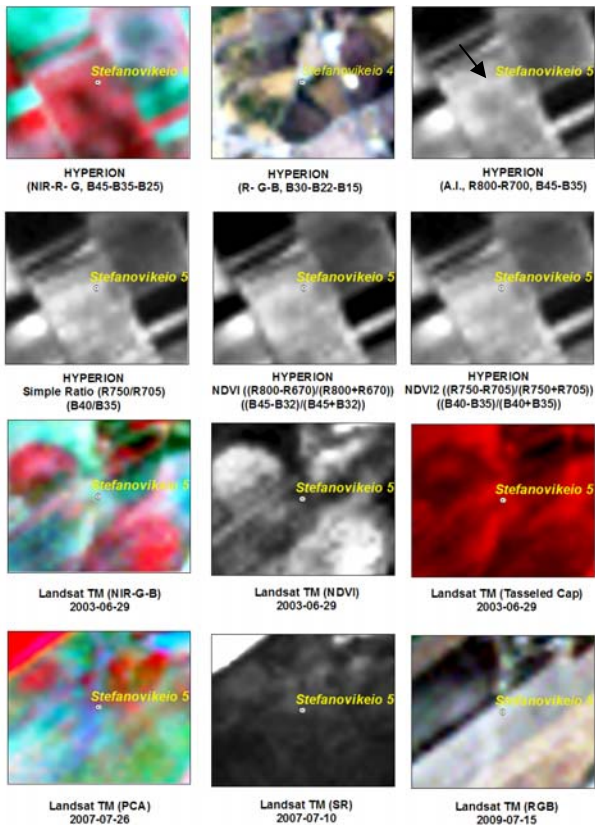 Stefanovikeio 5
Stefanovikeio 4
Stefanovikeio 5
HYPERION
(NIR-R- G, B45-B35-B25)
HYPERION
(R- G-B, B30-B22-B15)
HYPERION
(A.I., R800-R700, B45-B35)
Stefanovikeio 5
Stefanovikeio 5
Stefanovikeio 5
HYPERION
Simple Ratio (R750/R705)
(B40/B35)
HYPERION
NDVI ((R800-R670)/(R800+R670))
((B45-B32)/(B45+B32))
HYPERION
NDVI2 ((R750-R705)/(R750+R705))
((B40-B35)/(B40+B35))
Stefanovikeio 5
Stefanovikeio 5
Stefanovikeio 5
Landsat TM (NIR-G-B)
2003-06-29
Landsat TM (NDVI)
2003-06-29
Landsat TM (Tasseled Cap)
2003-06-29
Stefanovikeio 5
Stefanovikeio 5
Stefanovikeio 5
Landsat TM (PCA)
2007-07-26
Landsat TM (SR)
2007-07-10
Landsat TM (RGB)
2009-07-15